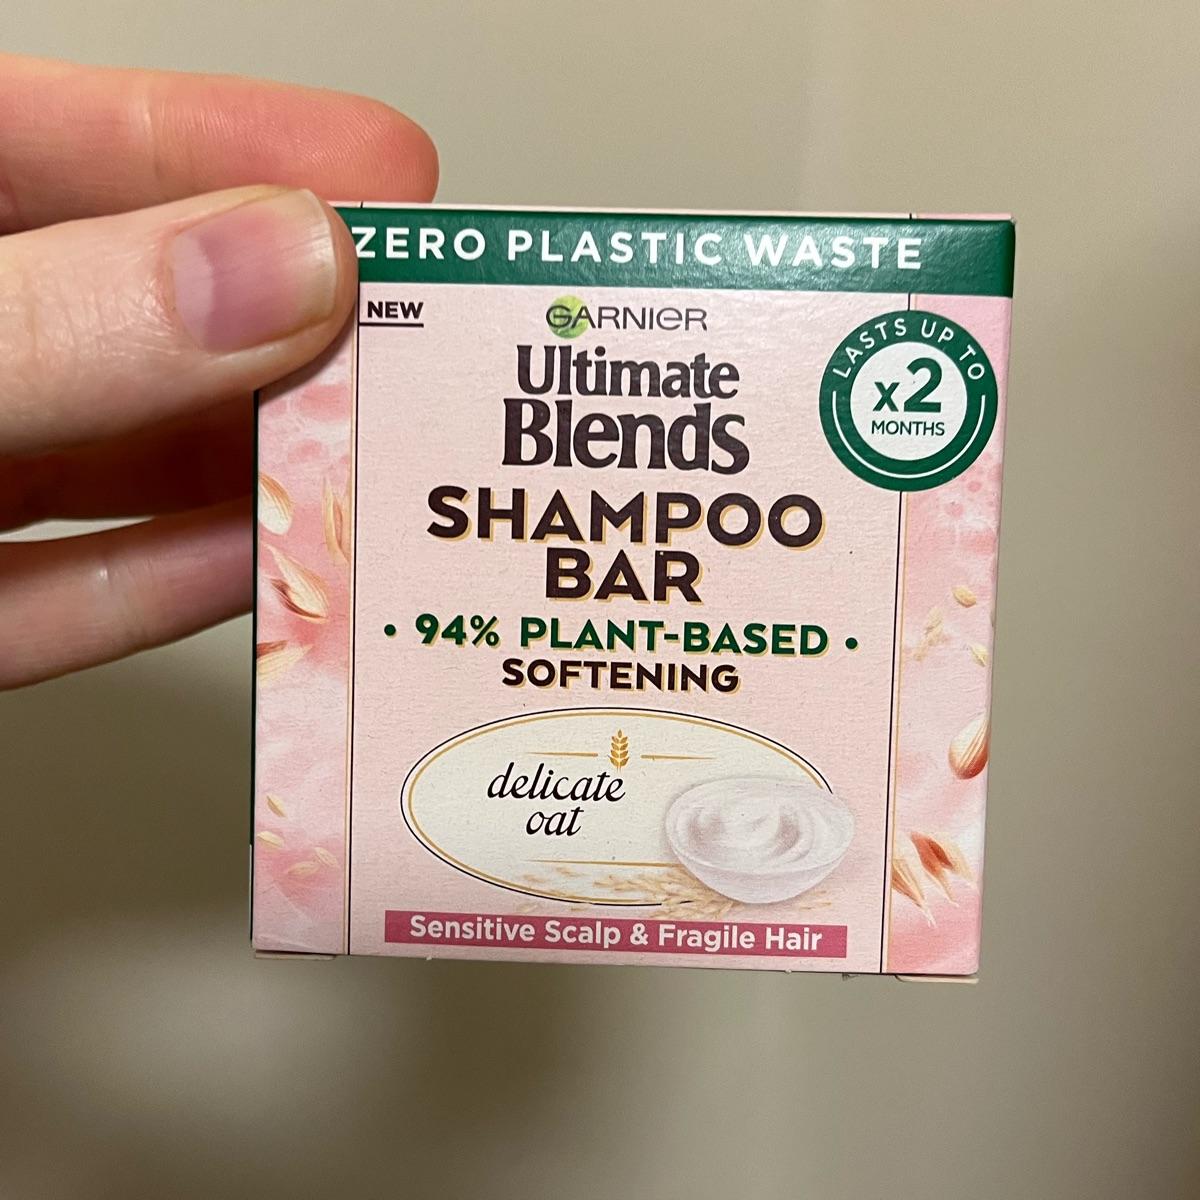 ZERO PLASTIC WASTE
NEW
GARNIER
LASTS UP TO
x2
MONTHS
Ultimate
Blends
SHAMPOO
BAR
• 94% PLANT-BASED •
SOFTENING
delicate
oat
Sensitive Scalp & Fragile Hair